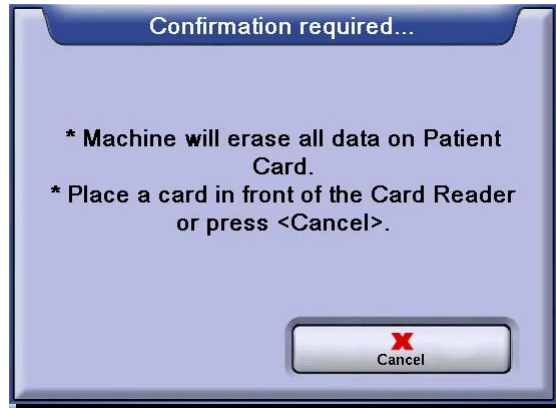 Confirmation required...
* Machine will erase all data on Patient
Card.
* Place a card in front of the Card Reader
or press <Cancel>.
X
Cancel